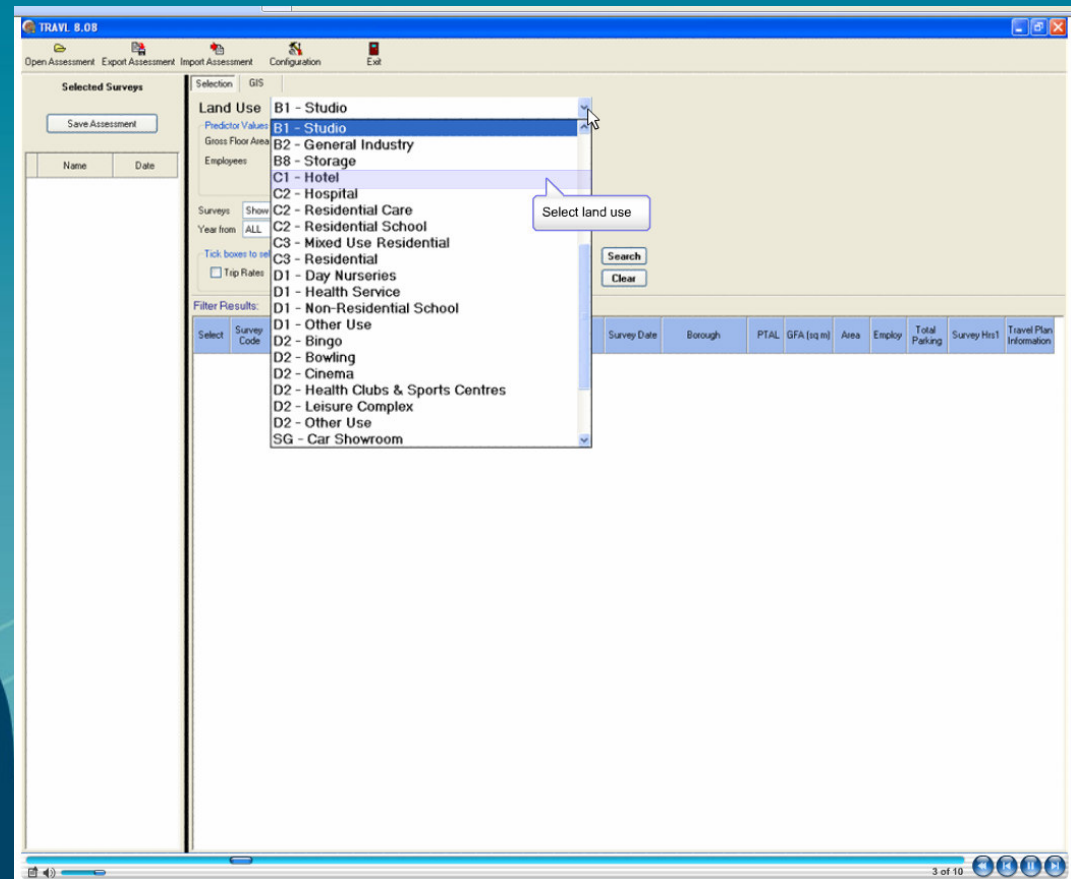 TRAVL 8.08
Open Assessment Export Assessment Import Assessment Configuration Exit
Selected Surveys
Save Assessment
Name Date
Selection GIS
Land Use B1 - Studio
Predictor Values
Gross Floor Area
Employees
B1 - Studio
B2 - General Industry
B8 - Storage
C1 - Hotel
C2 - Hospital
C2 - Residential Care
C2 - Residential School
C3 - Mixed Use Residential
C3 - Residential
D1 - Day Nurseries
D1 - Health Service
D1 - Non-Residential School
D1 - Other Use
D2 - Bingo
D2 - Bowling
D2 - Cinema
D2 - Health Clubs & Sports Centres
D2 - Leisure Complex
D2 - Other Use
SG - Car Showroom
Select land use
Surveys Show
Year from ALL
Tick boxes to sel
Trip Rates
Search
Clear
Filter Results:
Select Survey Code Survey Date Borough PTAL GFA (sq m) Area Employ Total Parking Survey Hrs1 Travel Plan Information
3 of 10